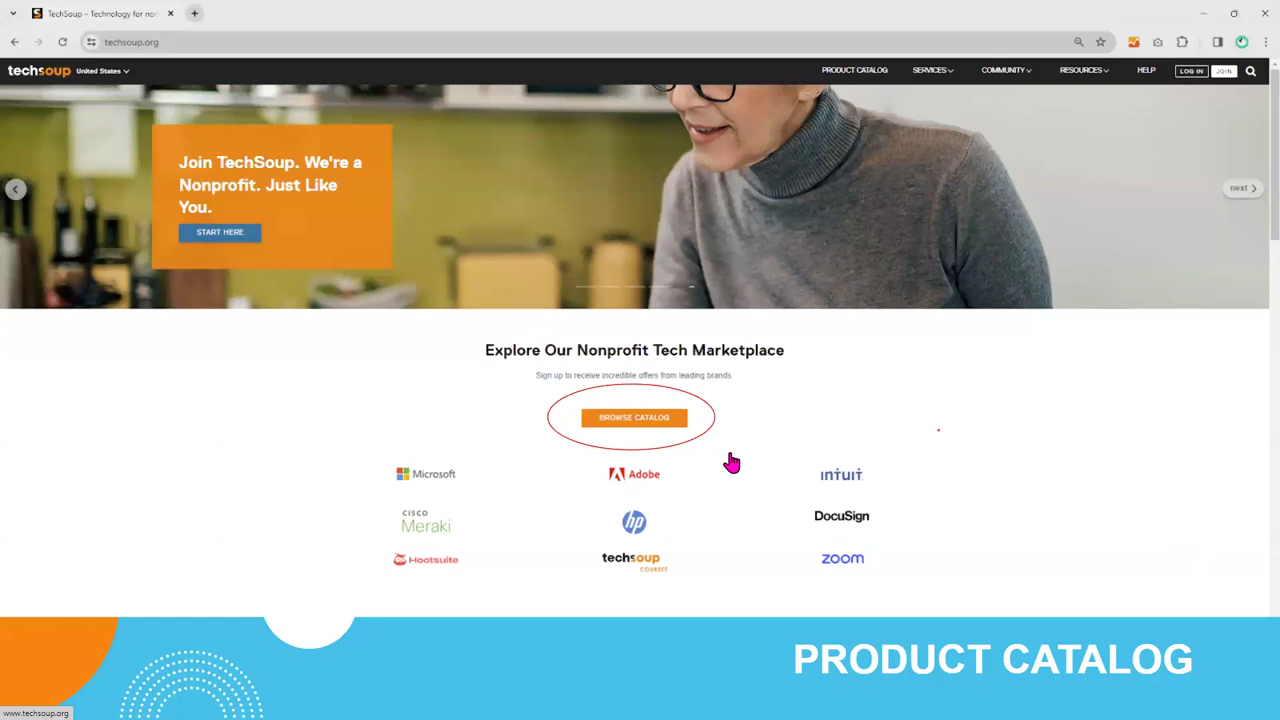 TechSoup – Technology for no
techsoup.org
techsoup United States
PRODUCT CATALOG SERVICES COMMUNITY RESOURCES HELP LOG IN JOIN
Join TechSoup. We're a
Nonprofit. Just Like
You.
START HERE
next
Explore Our Nonprofit Tech Marketplace
Sign up to receive incredible offers from leading brands.
BROWSE CATALOG
Microsoft Adobe intuit
CISCO
Meraki
hp
DocuSign
Hootsuite
techsoup
COURSES
zoom
PRODUCT CATALOG
www.techsoup.org